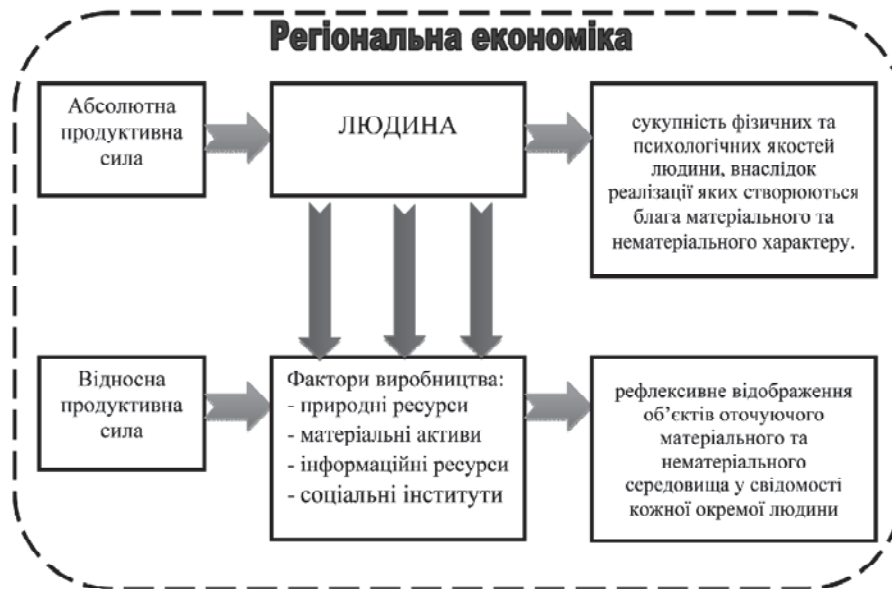 Регіональна економіка
Абсолютна
продуктивна
сила
ЛЮДИНА
сукупність фізичних та
психологічних якостей
людини, внаслідок
реалізації яких створюються
блага матеріального та
нематеріального характеру.
Відносна
продуктивна
сила
Фактори виробництва:
- природні ресурси
- матеріальні активи
- інформаційні ресурси
- соціальні інститути
рефлексивне відображення
об’єктів оточуючого
матеріального та
нематеріального
середовища у свідомості
кожної окремої людини